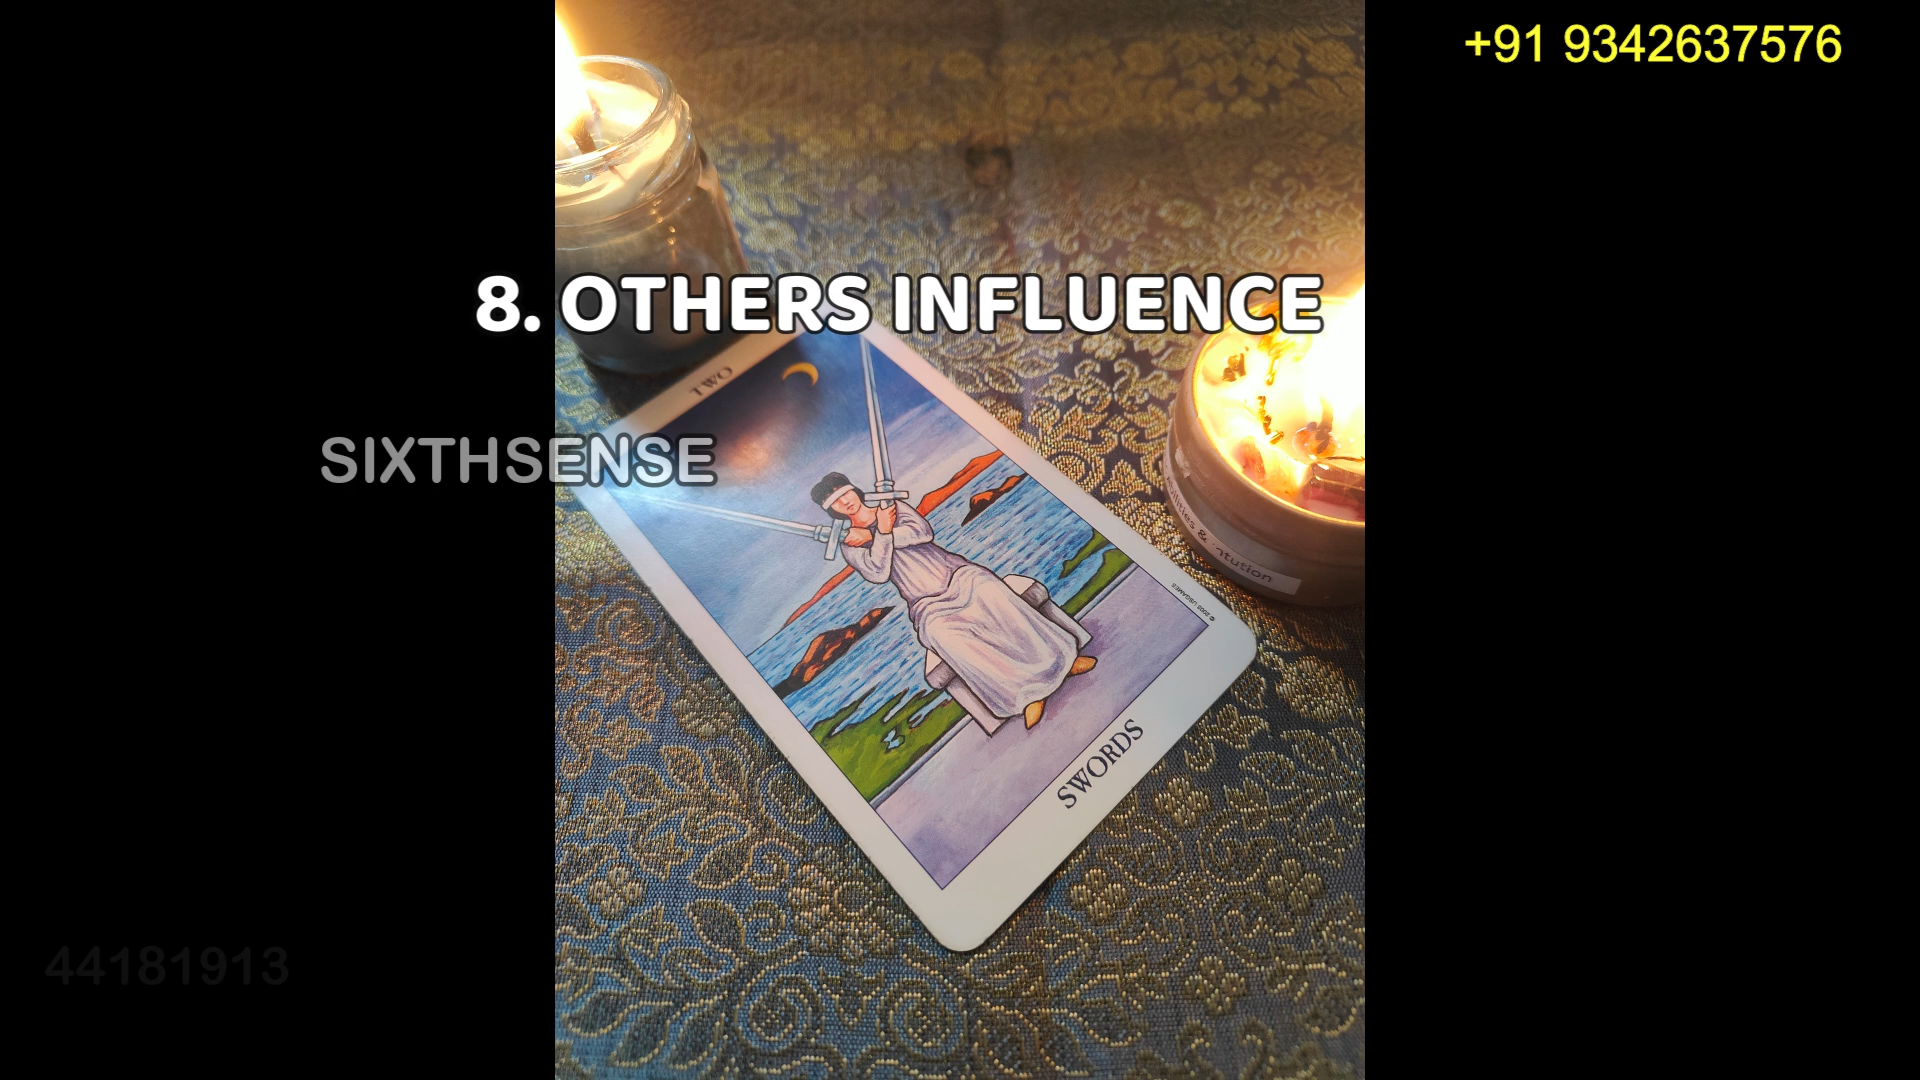 +91 9342637576
8. OTHERS INFLUENCE
TWO
SIXTHSENSE
SWORDS
44181913